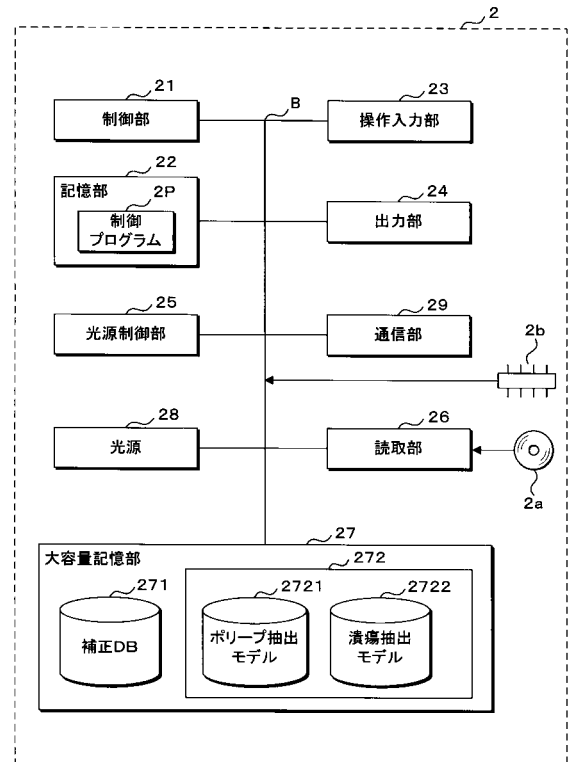 2
21
制御部
B
23
操作入力部
22
記憶部
2P
制御
プログラム
24
出力部
25
光源制御部
29
通信部
2b
28
光源
26
読取部
2a
27
大容量記憶部
272
271
補正DB
2721
ポリープ抽出
モデル
2722
潰瘍抽出
モデル